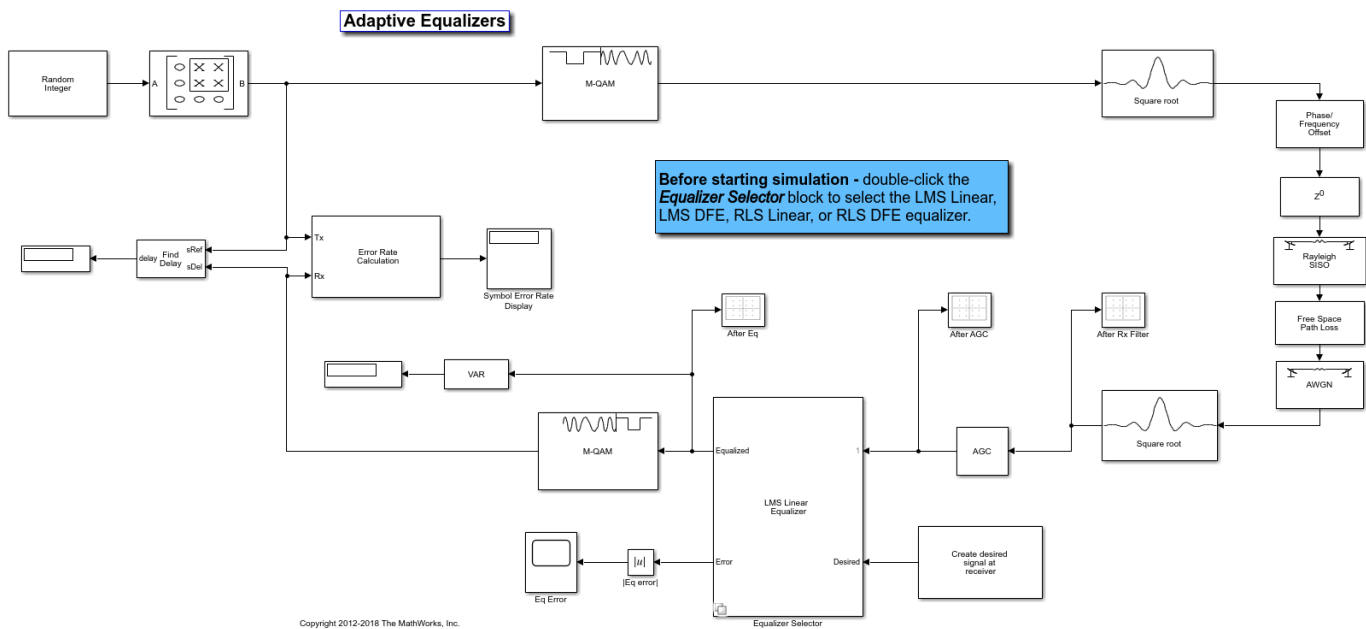 Adaptive Equalizers
Random
Integer
A
B
M-QAM
Square root
Phase/
Frequency
Offset
Z0
Rayleigh
SISO
Free Space
Path Loss
AWGN
Before starting simulation - double-click the
Equalizer Selector block to select the LMS Linear,
LMS DFE, RLS Linear, or RLS DFE equalizer.
delay
Find
Delay
sRef
sDel
Tx
Rx
Error Rate
Calculation
Symbol Error Rate
Display
After Eq
After AGC
After Rx Filter
VAR
M-QAM
Equalized
1
LMS Linear
Equalizer
Error
Desired
AGC
Square root
Create desired
signal at
receiver
Eq Error
|u|
|Eq error|
Equalizer Selector
Copyright 2012-2018 The MathWorks, Inc.